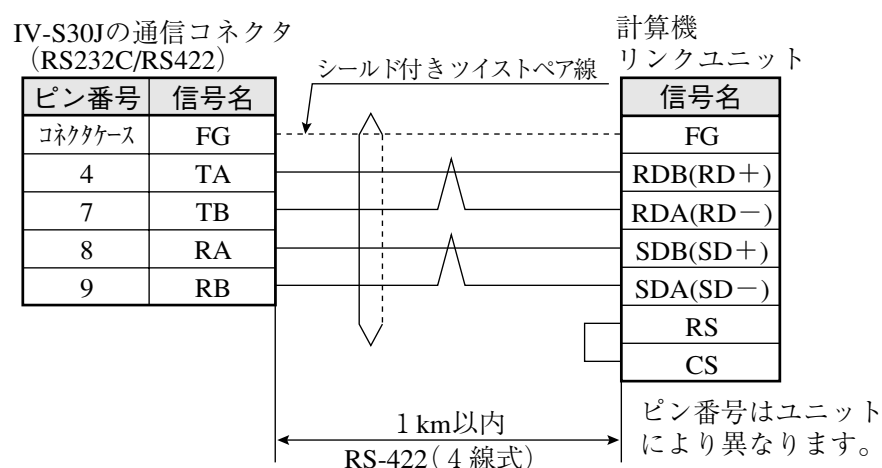 IV-S30Jの通信コネクタ
（RS232C/RS422）
ピン番号 信号名
コネクタケース FG
4 TA
7 TB
8 RA
9 RB
シールド付きツイストペア線
計算機
リンクユニット
信号名
FG
RDB(RD＋)
RDA(RD－)
SDB(SD＋)
SDA(SD－)
RS
CS
１km以内
RS-422（４線式）
ピン番号はユニット
により異なります。